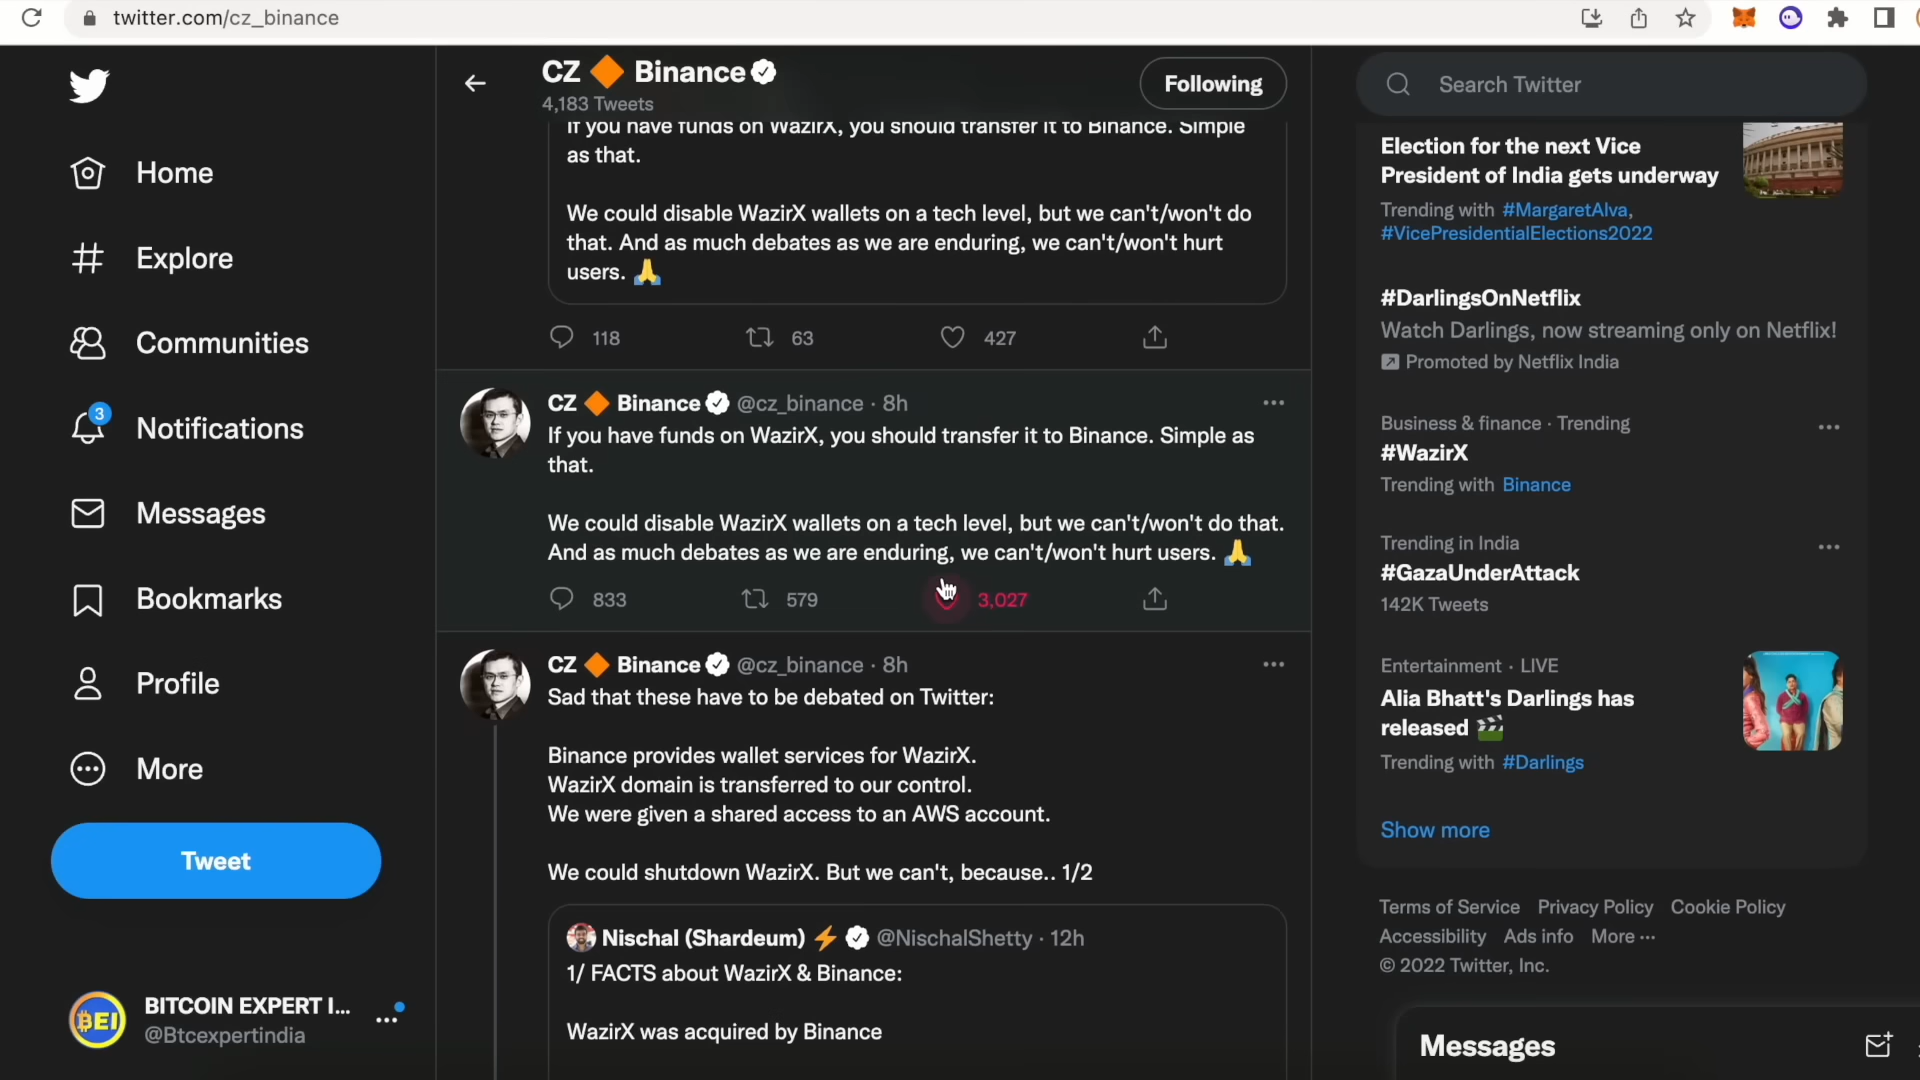 twitter.com/cz_binance
Home
Explore
Communities
3
Notifications
Messages
Bookmarks
Profile
More
Tweet
BEI
BITCOIN EXPERT I...
@Btcexpertindia
CZ 🔶 Binance
4,183 Tweets
Following
If you have funds on WazirX, you should transfer it to Binance. Simple
as that.
We could disable WazirX wallets on a tech level, but we can't/won't do
that. And as much debates as we are enduring, we can't/won't hurt
users. 🙏
118 63 427
CZ 🔶 Binance @cz_binance · 8h
If you have funds on WazirX, you should transfer it to Binance. Simple as
that.
We could disable WazirX wallets on a tech level, but we can't/won't do that.
And as much debates as we are enduring, we can't/won't hurt users. 🙏
833 579 3,027
CZ 🔶 Binance @cz_binance · 8h
Sad that these have to be debated on Twitter:
Binance provides wallet services for WazirX.
WazirX domain is transferred to our control.
We were given a shared access to an AWS account.
We could shutdown WazirX. But we can't, because.. 1/2
Nischal (Shardeum) ⚡ @NischalShetty · 12h
1/ FACTS about WazirX & Binance:
WazirX was acquired by Binance
Search Twitter
Election for the next Vice
President of India gets underway
Trending with #MargaretAlva,
#VicePresidentialElections2022
#DarlingsOnNetflix
Watch Darlings, now streaming only on Netflix!
Promoted by Netflix India
Business & finance · Trending
#WazirX
Trending with Binance
Trending in India
#GazaUnderAttack
142K Tweets
Entertainment · LIVE
Alia Bhatt's Darlings has
released 🎬
Trending with #Darlings
Show more
Terms of Service Privacy Policy Cookie Policy
Accessibility Ads info More ···
© 2022 Twitter, Inc.
Messages